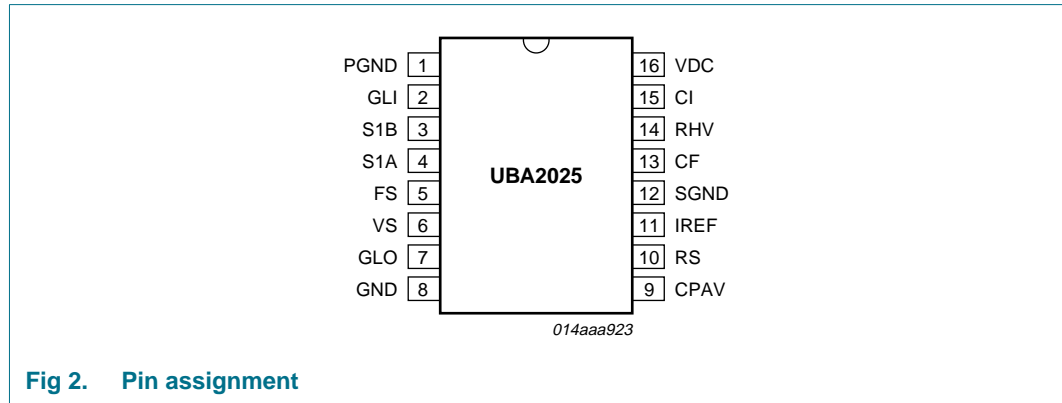 PGND 1
GLI 2
S1B 3
S1A 4
FS 5
VS 6
GLO 7
GND 8
UBA2025
16 VDC
15 CI
14 RHV
13 CF
12 SGND
11 IREF
10 RS
9 CPAV
014aaa923
Fig 2. Pin assignment